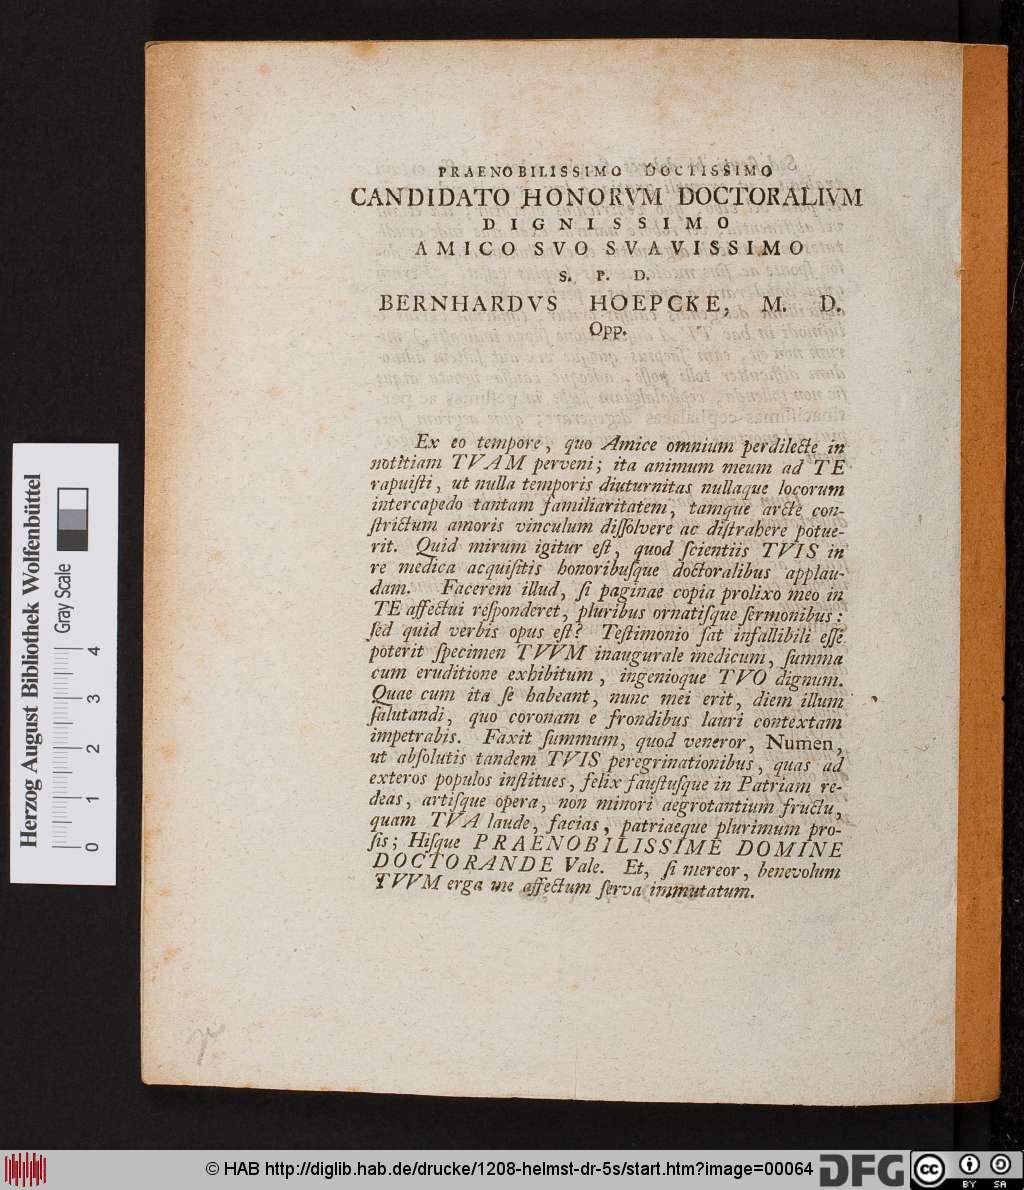 PRAENOBILISSIMO DOCTISSIMO
CANDIDATO HONORVM DOCTORALIVM
DIGNISSIMO
AMICO SVO SVAVISSIMO
S. P. D.
BERNHARDVS HOEPCKE, M. D.
Opp.
Ex eo tempore, quo Amice omnium perdilecte in
notitiam TVAM perveni; ita animum meum ad TE
rapuiſti, ut nulla temporis diuturnitas nullaque locorum
intercapedo tantam familiaritatem, tamque arcte con-
ſtrictum amoris vinculum diſſolvere ac diſtrahere potue-
rit. Quid mirum igitur eſt, quod ſcientiis TVIS in
re medica acquiſitis honoribuſque doctoralibus applau-
dam. Facerem illud, ſi paginae copia prolixo meo in
TE affectui reſponderet, pluribus ornatiſque ſermonibus:
ſed quid verbis opus eſt? Teſtimonio ſat infallibili eſſe
poterit ſpecimen TVVM inaugurale medicum, ſumma
cum eruditione exhibitum, ingenioque TVO dignum.
Quae cum ita ſe habeant, nunc mei erit, diem illum
ſalutandi, quo coronam e frondibus lauri contextam
impetrabis. Faxit ſummum, quod veneror, Numen,
ut abſolutis tandem TVIS peregrinationibus, quas ad
exteros populos inſtitues, felix fauſtuſque in Patriam re-
deas, artiſque opera, non minori aegrotantium fructu,
quam TVA laude, facias, patriaeque plurimum pro-
ſis; Hiſque PRAENOBILISSIME DOMINE
DOCTORANDE Vale. Et, ſi mereor, benevolum
TVVM erga me affectum ſerva immutatum.
Herzog August Bibliothek Wolfenbüttel
Gray Scale
0 1 2 3 4
© HAB http://diglib.hab.de/drucke/1208-helmst-dr-5s/start.htm?image=00064
DFG
cc BY SA